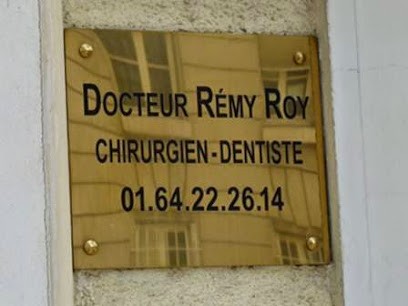 DOCTEUR RÉMY ROY
CHIRURGIEN-DENTISTE
01.64.22.26.14